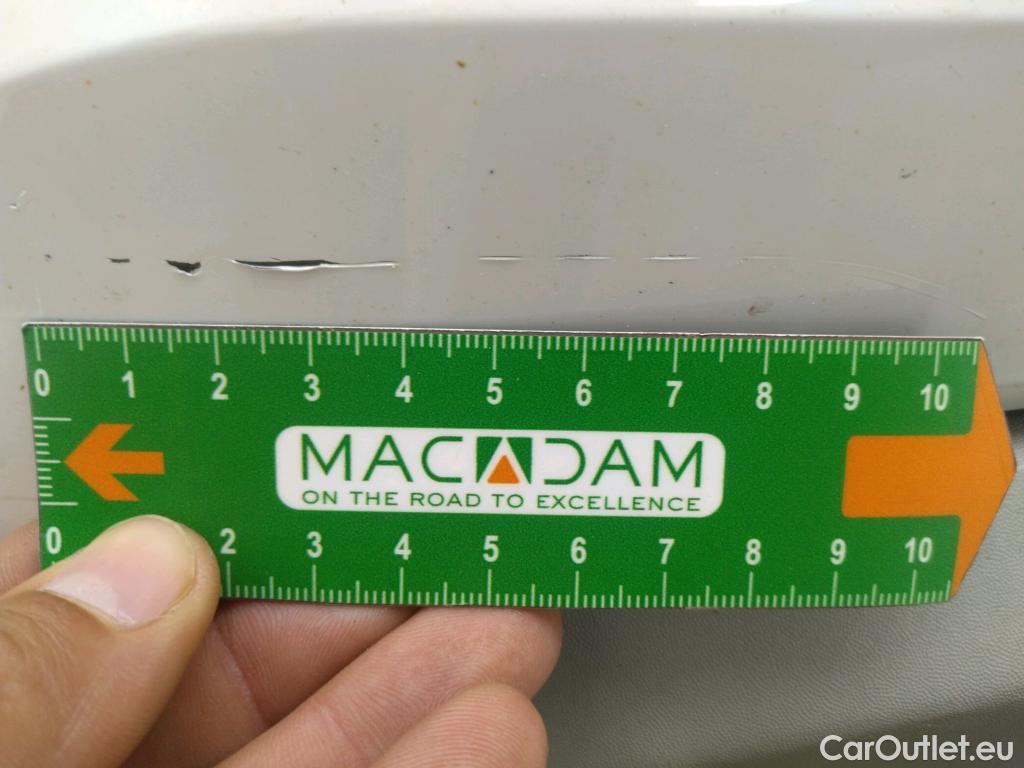 0 1 2 3 4 5 6 7 8 9 10
MACADAM
ON THE ROAD TO EXCELLENCE
0 2 3 4 5 6 7 8 9 10
CarOutlet.eu